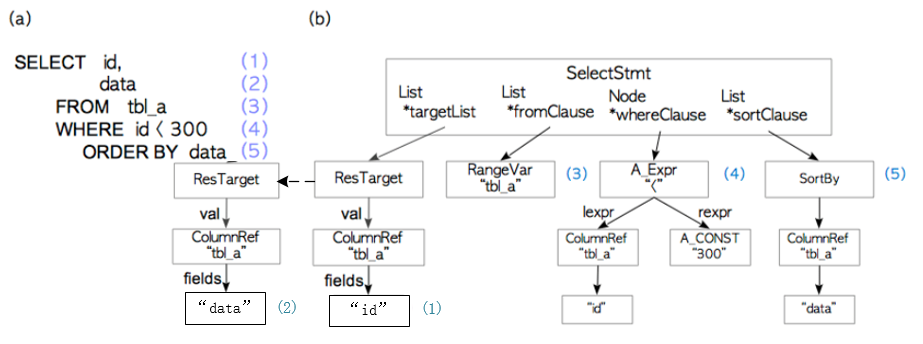 (a)
SELECT id, (1)
data (2)
FROM tbl_a (3)
WHERE id < 300 (4)
ORDER BY data_ (5)
(b)
SelectStmt
List
*targetList
List
*fromClause
Node
*whereClause
List
*sortClause
ResTarget
ResTarget
RangeVar
"tbl_a"
(3)
A_Expr
"<"
(4)
SortBy
(5)
val
val
lexpr
rexpr
ColumnRef
"tbl_a"
ColumnRef
"tbl_a"
ColumnRef
"tbl_a"
A_CONST
"300"
ColumnRef
"tbl_a"
fields
fields
“data”
(2)
“id”
(1)
"id"
"data"